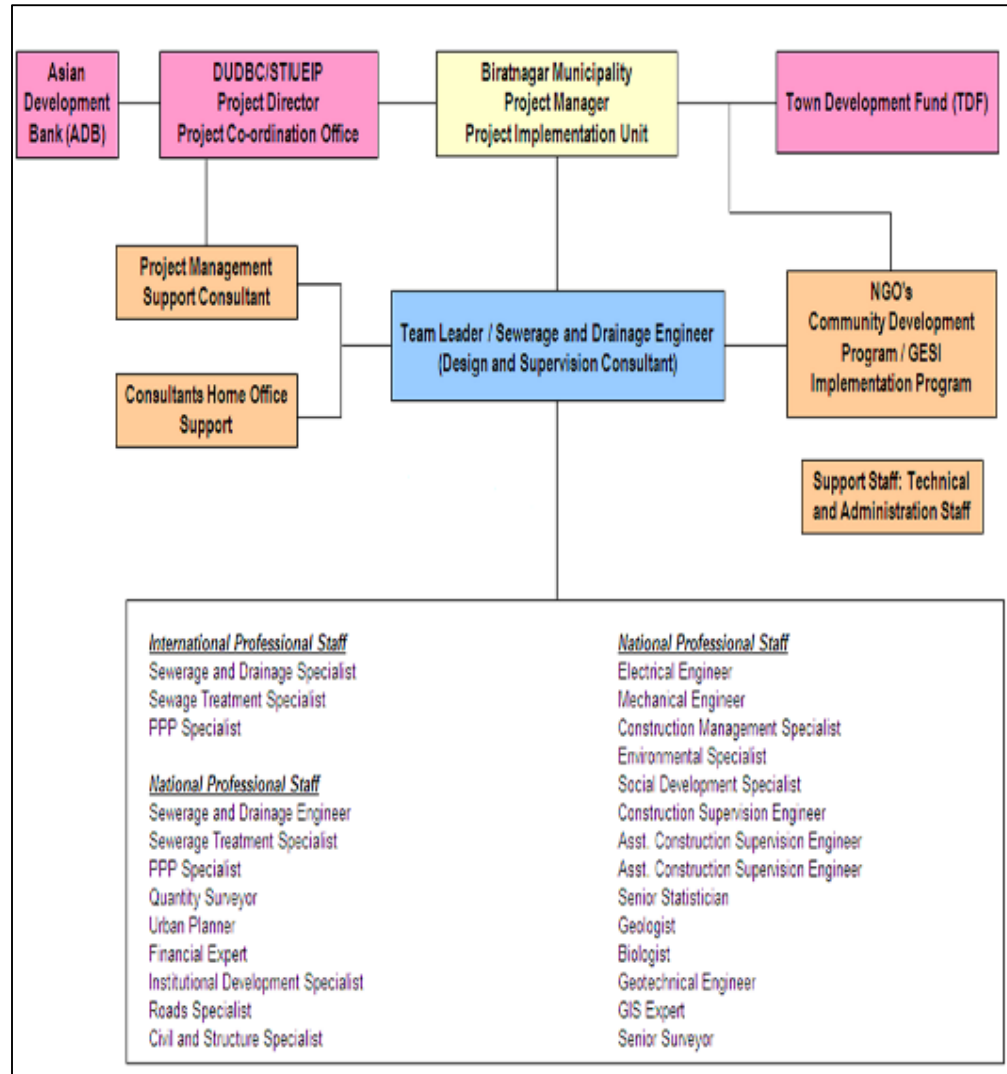 Asian
Development
Bank (ADB)
DUDBC/STIUEIP
Project Director
Project Co-ordination Office
Biratnagar Municipality
Project Manager
Project Implementation Unit
Town Development Fund (TDF)
Project Management
Support Consultant
Consultants Home Office
Support
Team Leader / Sewerage and Drainage Engineer
(Design and Supervision Consultant)
NGO's
Community Development
Program / GESI
Implementation Program
Support Staff: Technical
and Administration Staff
International Professional Staff
Sewerage and Drainage Specialist
Sewage Treatment Specialist
PPP Specialist
National Professional Staff
Sewerage and Drainage Engineer
Sewerage Treatment Specialist
PPP Specialist
Quantity Surveyor
Urban Planner
Financial Expert
Institutional Development Specialist
Roads Specialist
Civil and Structure Specialist
National Professional Staff
Electrical Engineer
Mechanical Engineer
Construction Management Specialist
Environmental Specialist
Social Development Specialist
Construction Supervision Engineer
Asst. Construction Supervision Engineer
Asst. Construction Supervision Engineer
Senior Statistician
Geologist
Biologist
Geotechnical Engineer
GIS Expert
Senior Surveyor